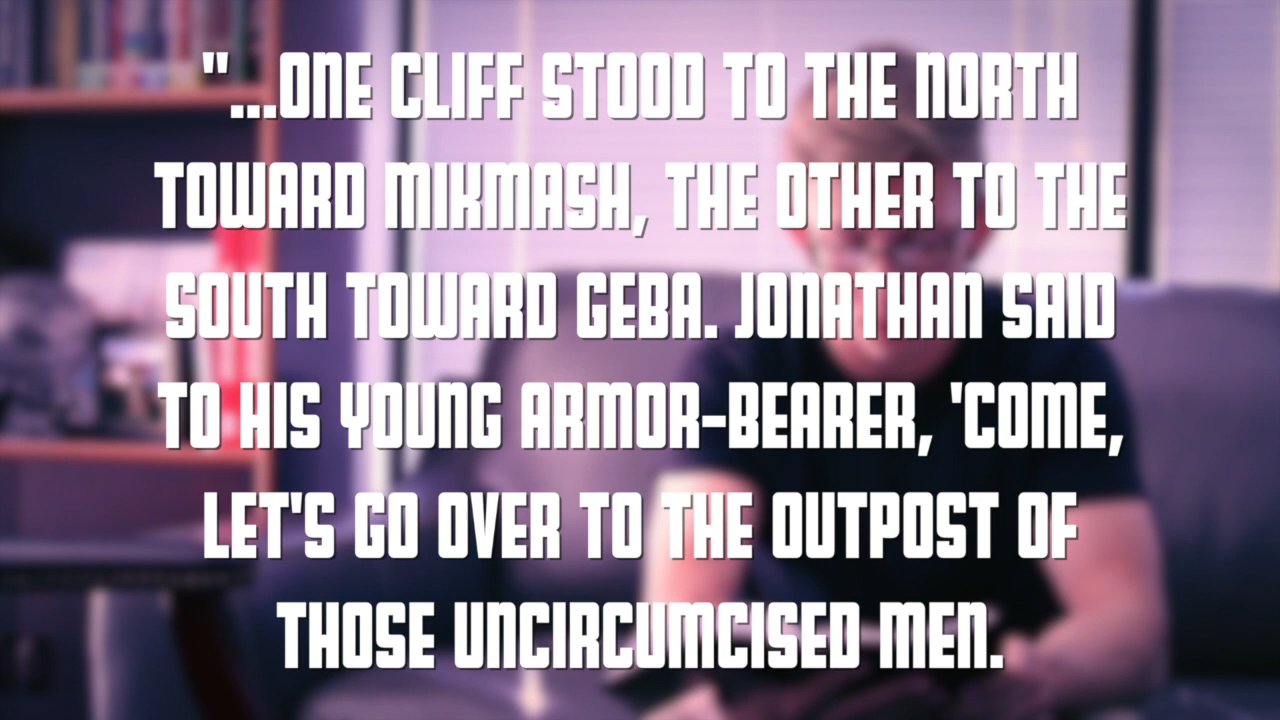 "...ONE CLIFF STOOD TO THE NORTH
TOWARD MIKMASH, THE OTHER TO THE
SOUTH TOWARD GEBA. JONATHAN SAID
TO HIS YOUNG ARMOR-BEARER, 'COME,
LET'S GO OVER TO THE OUTPOST OF
THOSE UNCIRCUMCISED MEN.